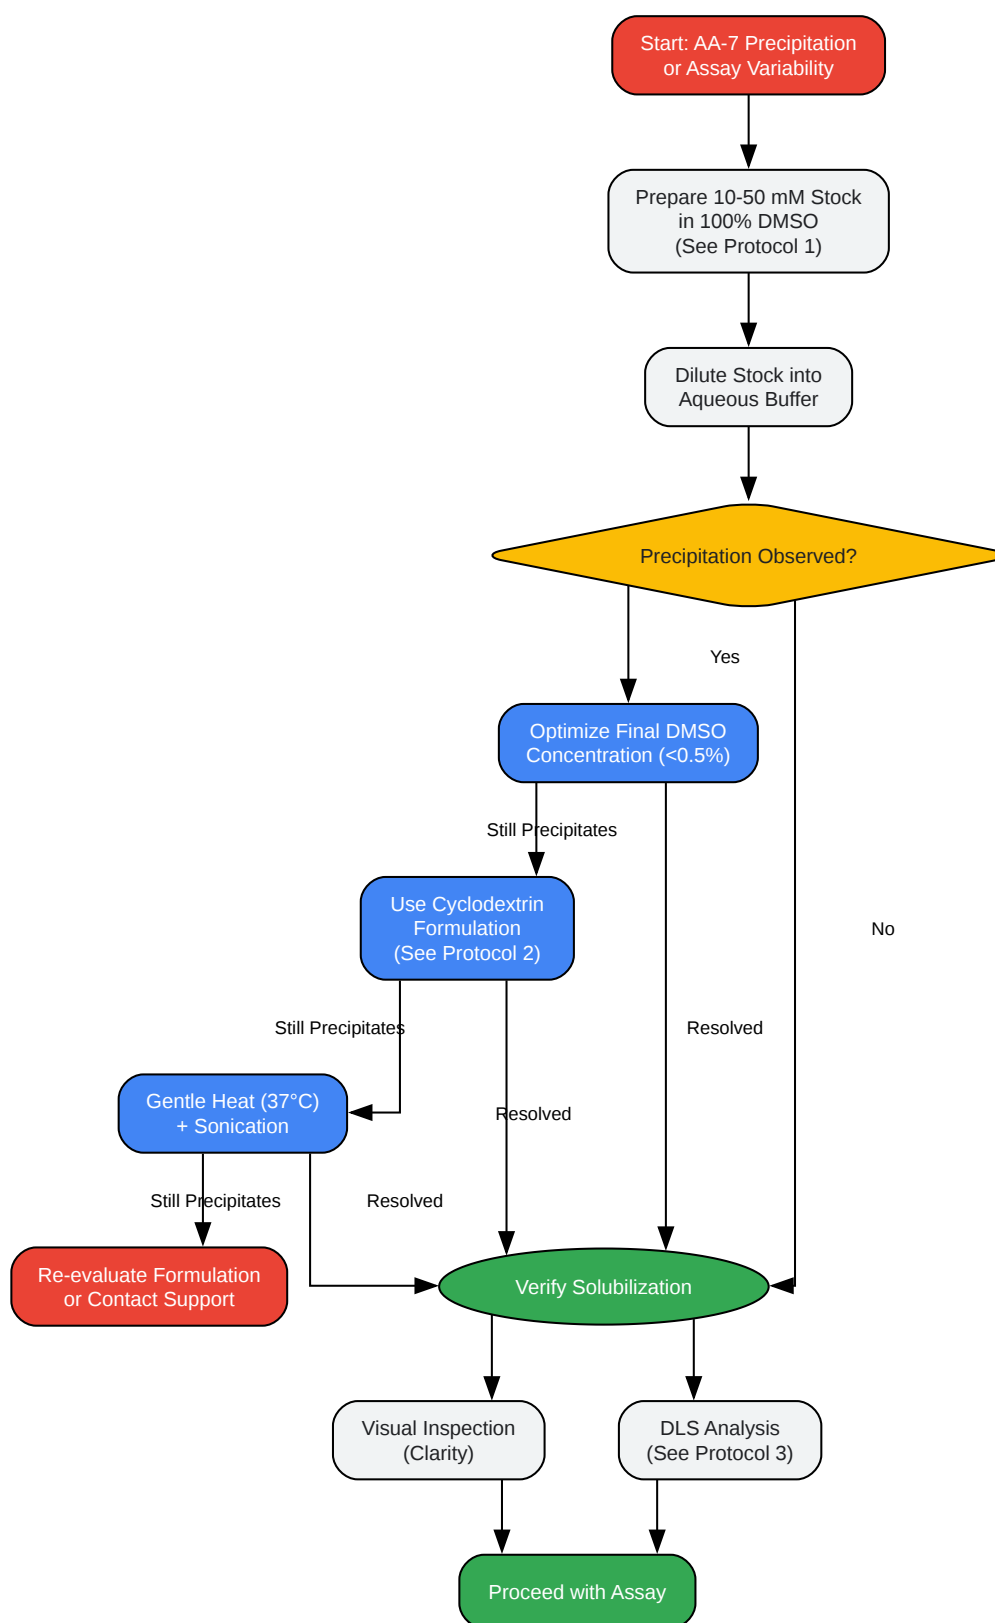 Start: AA-7 Precipitation
or Assay Variability
Prepare 10-50 mM Stock
in 100% DMSO
(See Protocol 1)
Dilute Stock into
Aqueous Buffer
Precipitation Observed?
Yes
Optimize Final DMSO
Concentration (<0.5%)
Still Precipitates
Use Cyclodextrin
Formulation
(See Protocol 2)
No
Still Precipitates
Resolved
Gentle Heat (37°C)
+ Sonication
Resolved
Still Precipitates
Resolved
Re-evaluate Formulation
or Contact Support
Verify Solubilization
Visual Inspection
(Clarity)
DLS Analysis
(See Protocol 3)
Proceed with Assay